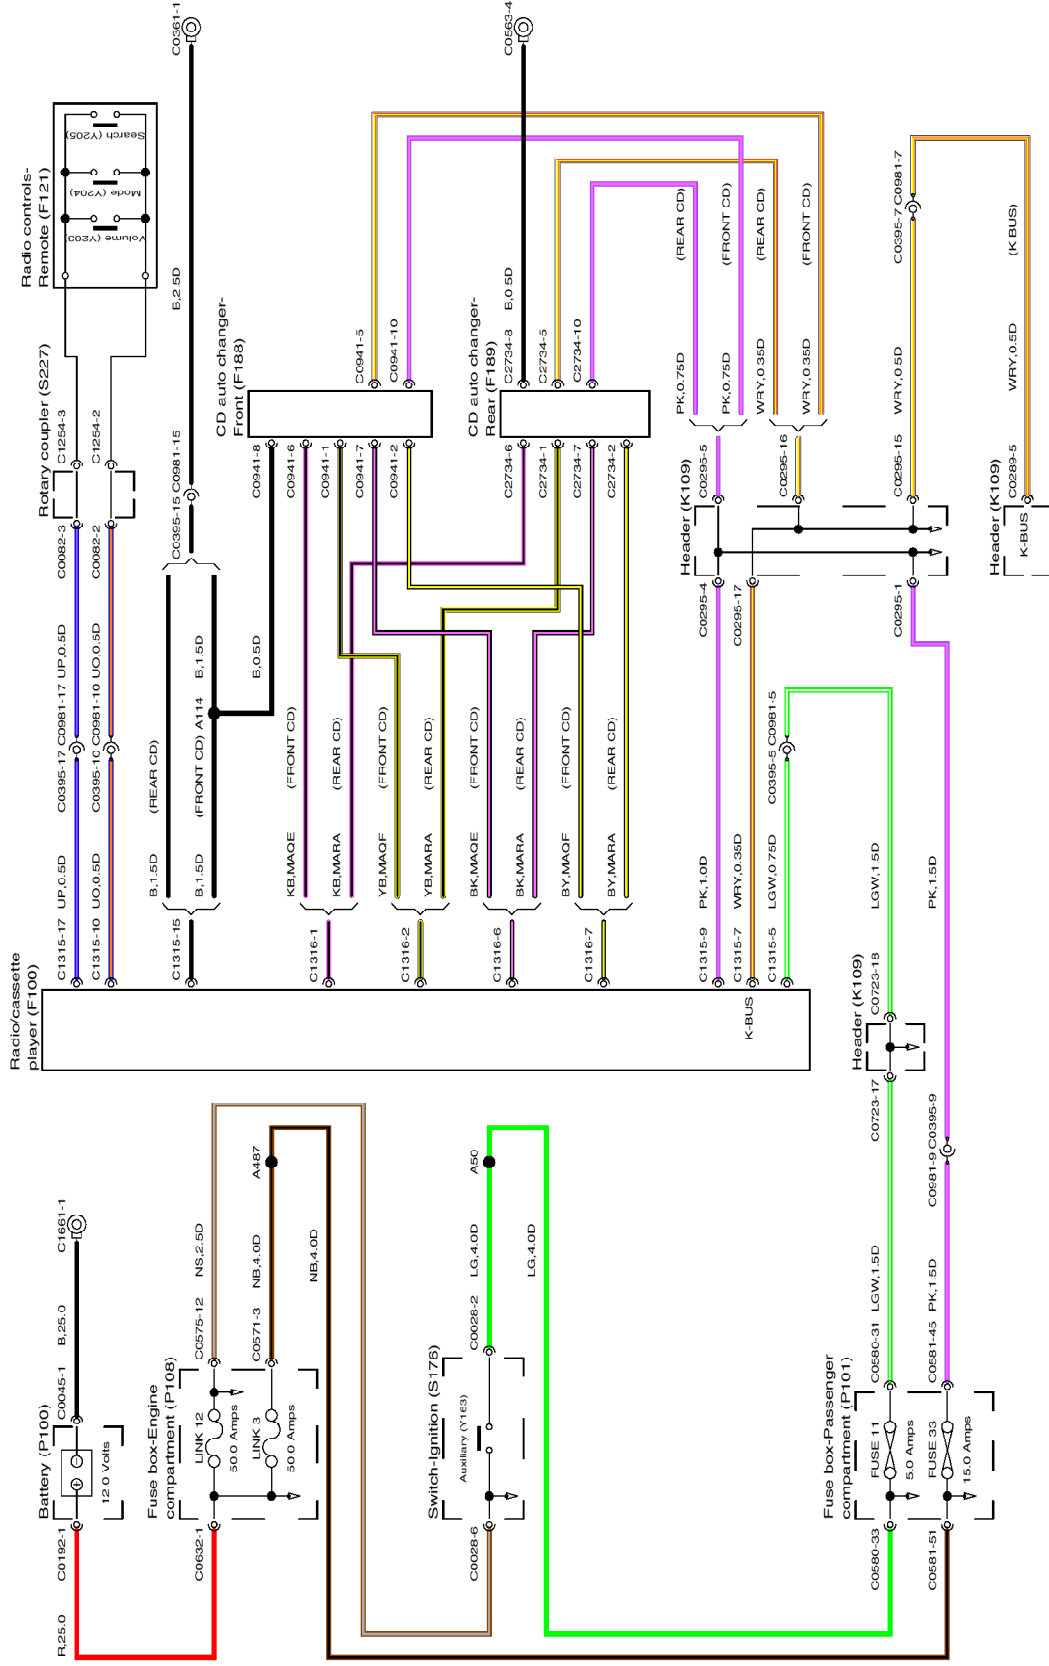 C0361-1
C0563-4
Radio controls-
Remote (F121)
Search (Y205)
Mode (Y204)
Volume (Y203)
B,2.5D
B,0.5D
(REAR CD)
(FRONT CD)
(REAR CD)
(FRONT CD)
C0395-7 C0981-7
(K BUS)
Rotary coupler (S227)
C1254-3
C1254-2
C0395-15 C0981-15
CD auto changer-
Front (F188)
C0941-5
C0941-10
CD auto changer-
Rear (F189)
C2734-8
C2734-5
C2734-10
PK,0.75D
PK,0.75D
WRY,0.35D
WRY,0.35D
WRY,0.5D
WRY,0.5D
C0082-3
C0082-2
C0941-8
C0941-6
C0941-1
C0941-7
C0941-2
C2734-6
C2734-1
C2734-7
C2734-2
C0295-5
C0295-16
C0295-15
C0289-5
Header (K109)
Header (K109)
K-BUS
C0395-17 C0981-17 UP,0.5D
C0395-10 C0981-10 UO,0.5D
B,1.5D
A114
B,0.5D
C0295-4
C0295-17
C0295-1
(REAR CD)
(FRONT CD)
(FRONT CD)
(REAR CD)
(FRONT CD)
(REAR CD)
(FRONT CD)
(REAR CD)
(FRONT CD)
(REAR CD)
C0395-5 C0981-5
C1315-17 UP,0.5D
C1315-10 UO,0.5D
B,1.5D
B,1.5D
KB,MAQE
KB,MARA
YB,MAQF
YB,MARA
BK,MAQE
BK,MARA
BY,MAQF
BY,MARA
C1315-9 PK,1.0D
C1315-7 WRY,0.35D
C1315-5 LGW,0.75D
LGW,1.5D
PK,1.5D
C1315-15
C1316-1
C1316-2
C1316-6
C1316-7
Racio/cassette
player (F100)
K-BUS
Header (K109)
C0723-18
C0723-17
C0981-9 C0395-9
A487
A50
C1661-1
B,25.0
NS,2.5D
NB,4.0D
NB,4.0D
LG,4.0D
LG,4.0D
LGW,1.5D
PK,1.5D
C0045-1
C0575-12
C0571-3
C0028-2
C0580-31
C0581-45
Battery (P100)
12.0 Volts
Fuse box-Engine
compartment (P108)
LINK 12
50.0 Amps
LINK 3
50.0 Amps
Switch-Ignition (S176)
Auxiliary (Y163)
Fuse box-Passenger
compartment (P101)
FUSE 11
5.0 Amps
FUSE 33
15.0 Amps
C0192-1
C0632-1
C0028-6
C0580-33
C0581-51
R,25.0